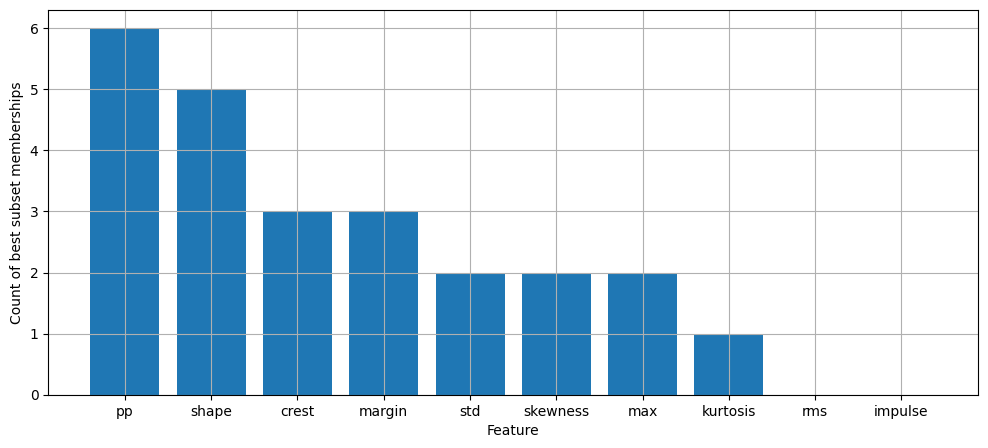 Count of best subset memberships
6
5
4
3
2
1
0
pp shape crest margin std skewness max kurtosis rms impulse
Feature